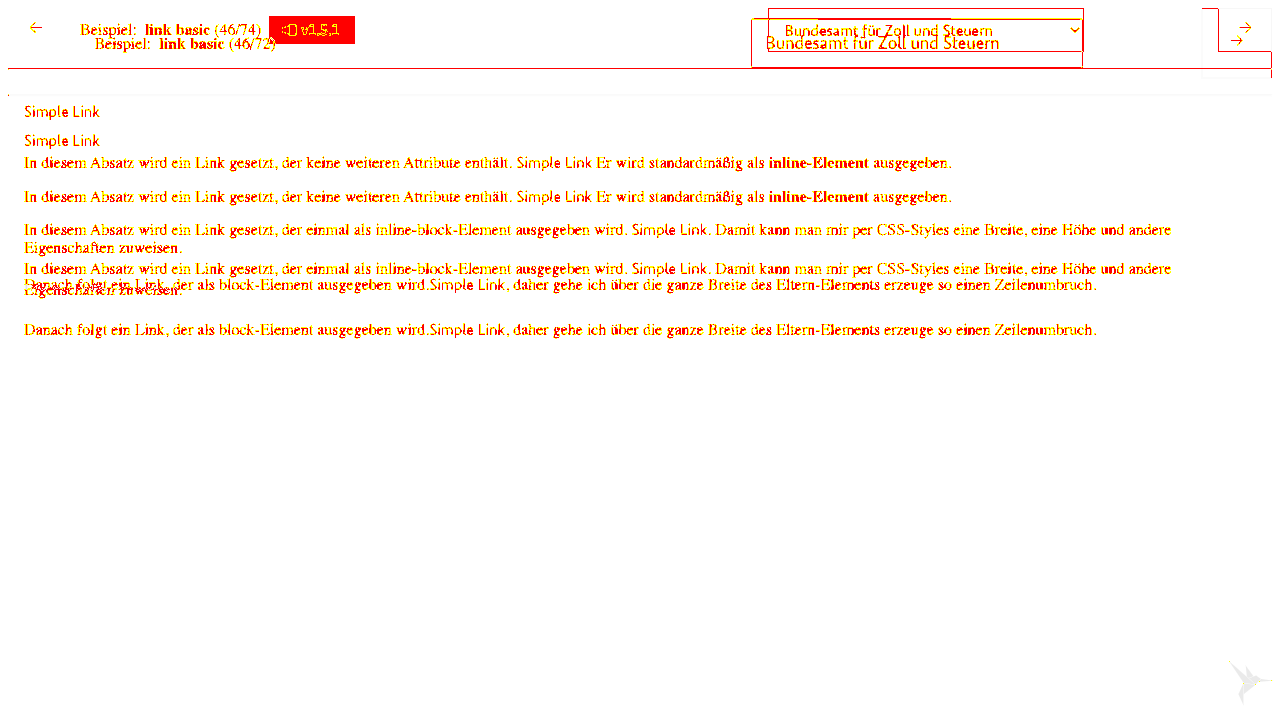 Beispiel: link basic (46/74) v1.5.1
Bundesamt für Zoll und Steuern
Beispiel: link basic (46/72)
Bundesamt für Zoll und Steuern
Simple Link
Simple Link
In diesem Absatz wird ein Link gesetzt, der keine weiteren Attribute enthält. Simple Link Er wird standardmäßig als inline-Element ausgegeben.
In diesem Absatz wird ein Link gesetzt, der keine weiteren Attribute enthält. Simple Link Er wird standardmäßig als inline-Element ausgegeben.
In diesem Absatz wird ein Link gesetzt, der einmal als inline-block-Element ausgegeben wird. Simple Link. Damit kann man mir per CSS-Styles eine Breite, eine Höhe und andere
Eigenschaften zuweisen.
In diesem Absatz wird ein Link gesetzt, der einmal als inline-block-Element ausgegeben wird. Simple Link. Damit kann man mir per CSS-Styles eine Breite, eine Höhe und andere
Danach folgt ein Link, der als block-Element ausgegeben wird.Simple Link, daher gehe ich über die ganze Breite des Eltern-Elements erzeuge so einen Zeilenumbruch.
Eigenschaften zuweisen.
Danach folgt ein Link, der als block-Element ausgegeben wird.Simple Link, daher gehe ich über die ganze Breite des Eltern-Elements erzeuge so einen Zeilenumbruch.